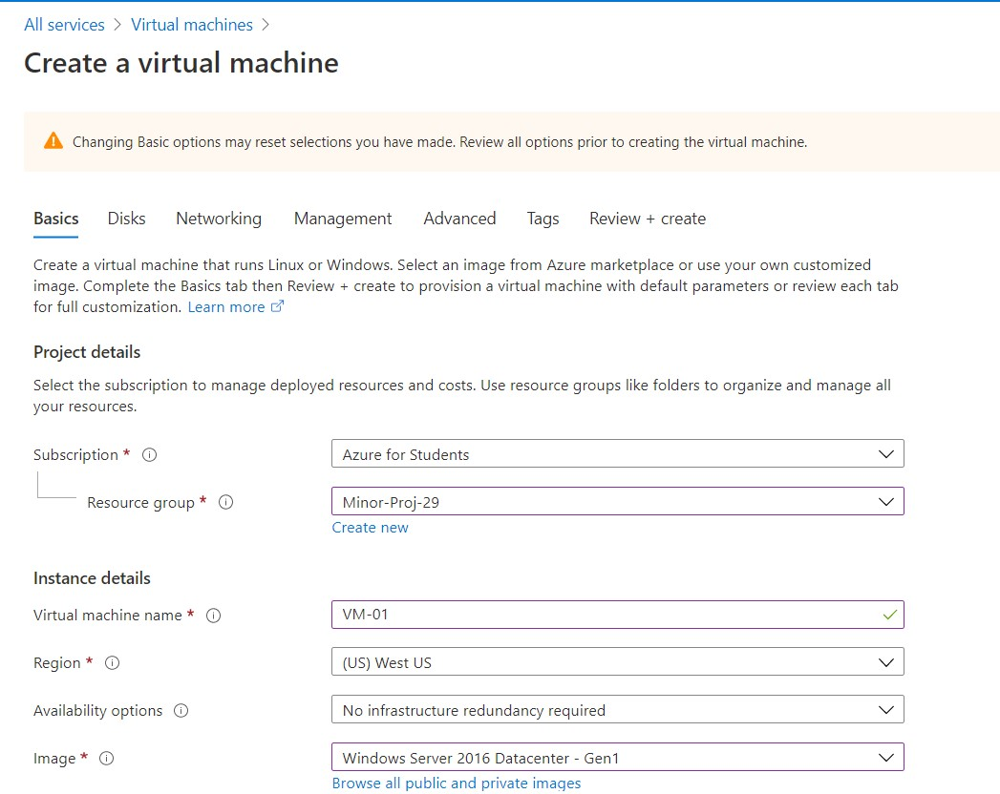 All services > Virtual machines >
Create a virtual machine
Changing Basic options may reset selections you have made. Review all options prior to creating the virtual machine.
Basics Disks Networking Management Advanced Tags Review + create
Create a virtual machine that runs Linux or Windows. Select an image from Azure marketplace or use your own customized
image. Complete the Basics tab then Review + create to provision a virtual machine with default parameters or review each tab
for full customization. Learn more
Project details
Select the subscription to manage deployed resources and costs. Use resource groups like folders to organize and manage all
your resources.
Subscription * Azure for Students
Resource group * Minor-Proj-29
Create new
Instance details
Virtual machine name * VM-01
Region * (US) West US
Availability options No infrastructure redundancy required
Image * Windows Server 2016 Datacenter - Gen1
Browse all public and private images